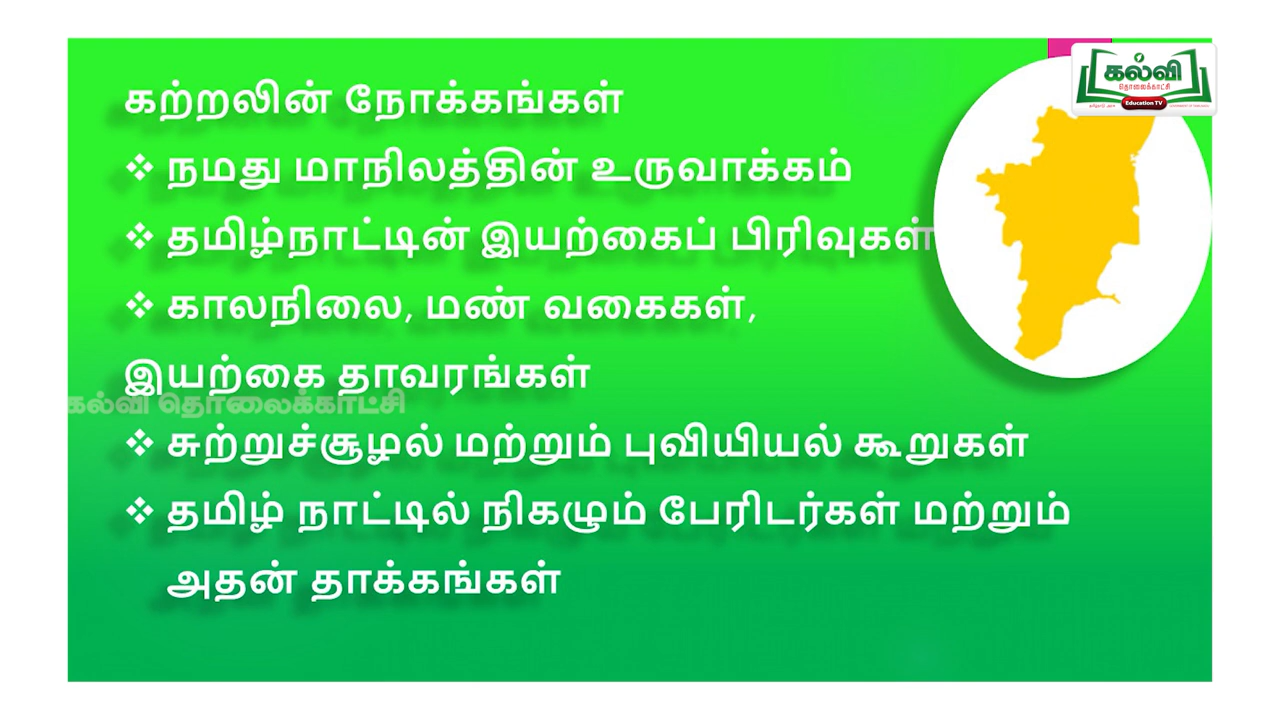 கல்வி
தொலைக்காட்சி
Education TV
கற்றலின் நோக்கங்கள்
❖ நமது மாநிலத்தின் உருவாக்கம்
❖ தமிழ்நாட்டின் இயற்கைப் பிரிவுகள்
❖ காலநிலை, மண் வகைகள்,
இயற்கை தாவரங்கள்
கல்வி தொலைக்காட்சி
❖ சுற்றுச்சூழல் மற்றும் புவியியல் கூறுகள்
❖ தமிழ் நாட்டில் நிகழும் பேரிடர்கள் மற்றும்
அதன் தாக்கங்கள்